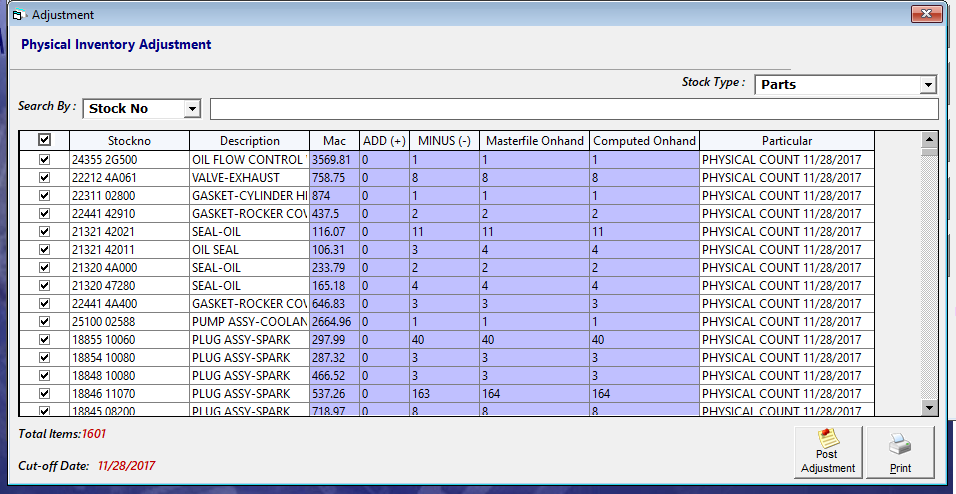 Adjustment
Physical Inventory Adjustment
Stock Type : Parts
Search By : Stock No
Stockno Description Mac ADD (+) MINUS (-) Masterfile Onhand Computed Onhand Particular
24355 2G500 OIL FLOW CONTROL 3569.81 0 1 1 1 PHYSICAL COUNT 11/28/2017
22212 4A061 VALVE-EXHAUST 758.75 0 8 8 8 PHYSICAL COUNT 11/28/2017
22311 02800 GASKET-CYLINDER HE 874 0 1 1 1 PHYSICAL COUNT 11/28/2017
22441 42910 GASKET-ROCKER COV 437.5 0 2 2 2 PHYSICAL COUNT 11/28/2017
21321 42021 SEAL-OIL 116.07 0 11 11 11 PHYSICAL COUNT 11/28/2017
21321 42011 OIL SEAL 106.31 0 3 4 4 PHYSICAL COUNT 11/28/2017
21320 4A000 SEAL-OIL 233.79 0 2 2 2 PHYSICAL COUNT 11/28/2017
21320 47280 SEAL-OIL 165.18 0 4 4 4 PHYSICAL COUNT 11/28/2017
22441 4A400 GASKET-ROCKER COV 646.83 0 3 3 3 PHYSICAL COUNT 11/28/2017
25100 02588 PUMP ASSY-COOLAN 2664.96 0 1 1 1 PHYSICAL COUNT 11/28/2017
18855 10060 PLUG ASSY-SPARK 297.99 0 40 40 40 PHYSICAL COUNT 11/28/2017
18854 10080 PLUG ASSY-SPARK 287.32 0 3 3 3 PHYSICAL COUNT 11/28/2017
18848 10080 PLUG ASSY-SPARK 466.52 0 3 3 3 PHYSICAL COUNT 11/28/2017
18846 11070 PLUG ASSY-SPARK 537.26 0 163 164 164 PHYSICAL COUNT 11/28/2017
18845 08200 PLUG ASSY-SPARK 718.97 0 8 8 8 PHYSICAL COUNT 11/28/2017
Total Items:1601
Cut-off Date: 11/28/2017
Post
Adjustment
Print